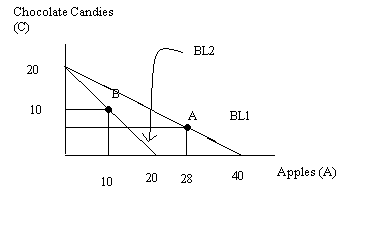 Chocolate Candies
(C)
BL2
20
B
10
A
BL1
10
20
28
40
Apples (A)